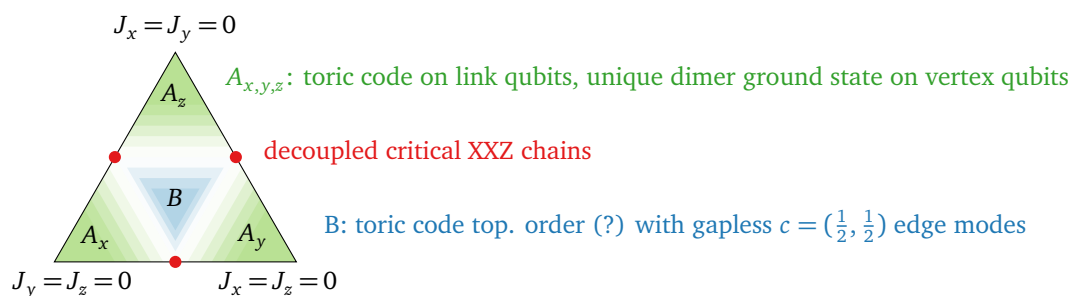 Jₓ = Jᵧ = 0
A_z
A_{x,y,z}: toric code on link qubits, unique dimer ground state on vertex qubits
decoupled critical XXZ chains
B
B: toric code top. order (?) with gapless c = (½, ½) edge modes
A_x A_y
J_y = J_z = 0 J_x = J_z = 0